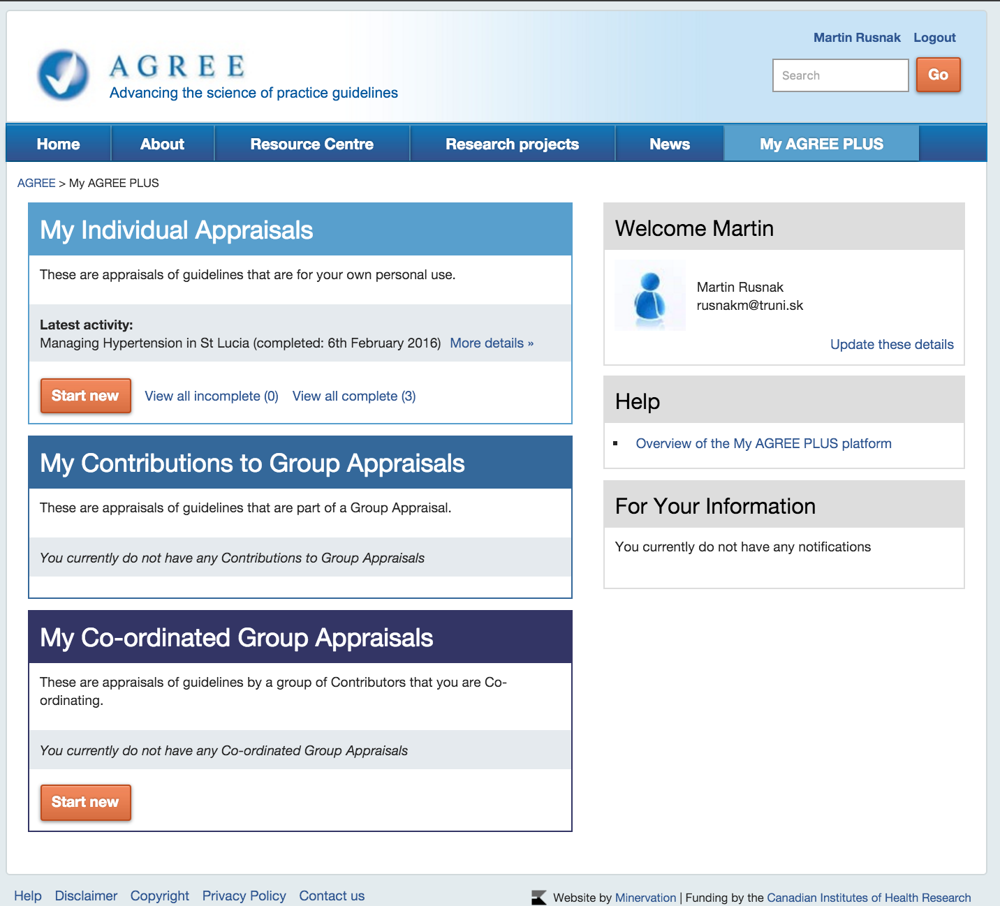 Martin Rusnak Logout
AGREE
Advancing the science of practice guidelines
Search Go
Home About Resource Centre Research projects News My AGREE PLUS
AGREE > My AGREE PLUS
My Individual Appraisals
These are appraisals of guidelines that are for your own personal use.
Latest activity:
Managing Hypertension in St Lucia (completed: 6th February 2016) More details »
Start new View all incomplete (0) View all complete (3)
My Contributions to Group Appraisals
These are appraisals of guidelines that are part of a Group Appraisal.
You currently do not have any Contributions to Group Appraisals
My Co-ordinated Group Appraisals
These are appraisals of guidelines by a group of Contributors that you are Co-
ordinating.
You currently do not have any Co-ordinated Group Appraisals
Start new
Welcome Martin
Martin Rusnak
rusnakm@truni.sk
Update these details
Help
Overview of the My AGREE PLUS platform
For Your Information
You currently do not have any notifications
Help Disclaimer Copyright Privacy Policy Contact us
Website by Minervation | Funding by the Canadian Institutes of Health Research